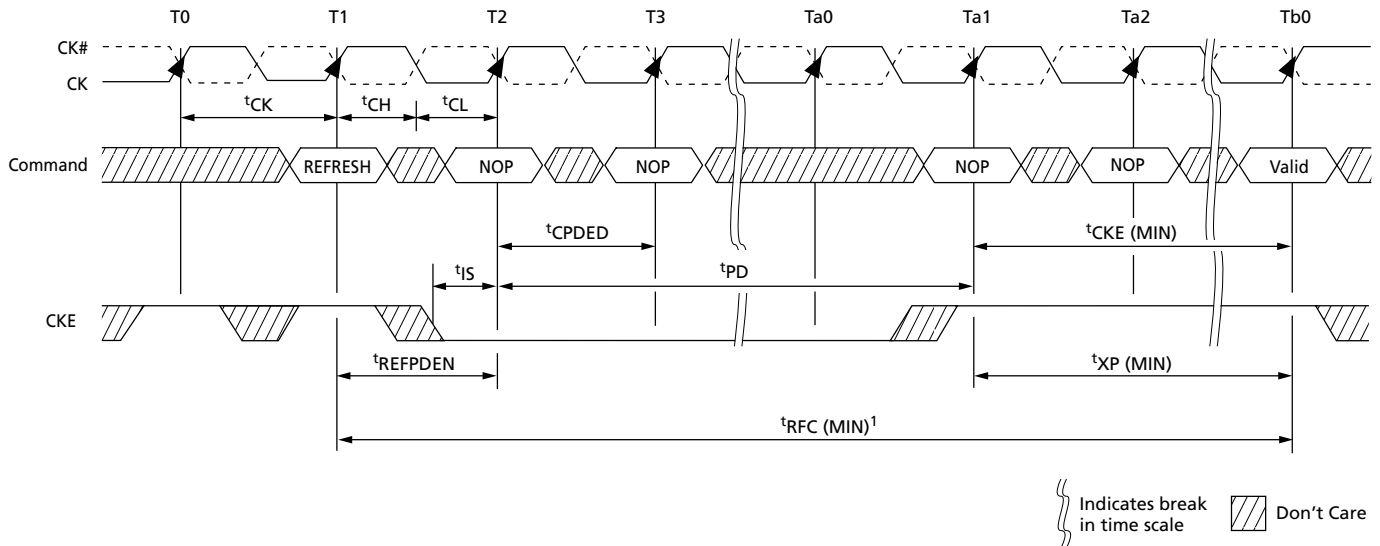 T0 T1 T2 T3 Ta0 Ta1 Ta2 Tb0
CK#
CK
tCK tCH tCL
Command REFRESH NOP NOP NOP NOP Valid
tCPDED tCKE (MIN)
tIS tPD
CKE
tREFPDEN tXP (MIN)
tRFC (MIN)1
Indicates break
in time scale
Don't Care